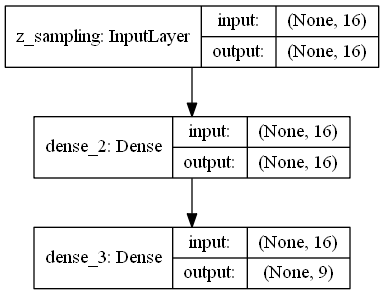 z_sampling: InputLayer
input: (None, 16)
output: (None, 16)
dense_2: Dense
input: (None, 16)
output: (None, 16)
dense_3: Dense
input: (None, 16)
output: (None, 9)